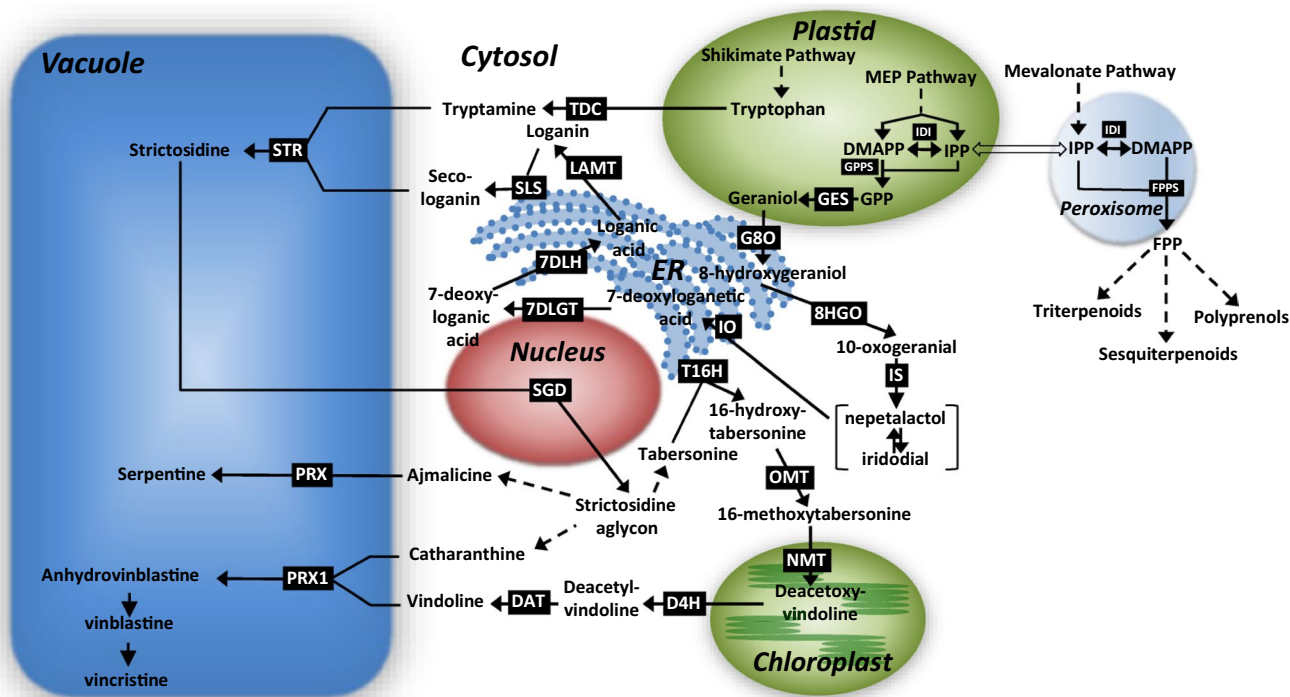 Plastid
Vacuole
Cytosol
Shikimate Pathway
MEP Pathway
Mevalonate Pathway
Tryptamine
TDC
Tryptophan
Loganin
Strictosidine
STR
LAMT
DMAPP
IDI
IPP
IPP
IDI
DMAPP
GPPS
Seco-
loganin
SLS
Geraniol
GES
GPP
FPPS
Peroxisome
Loganic
acid
G8O
FPP
7DLH
ER
8-hydroxygeraniol
7-deoxy-
loganic
acid
7DLGT
7-deoxyloganetic
acid
8HGO
Triterpenoids
Polyprenols
IO
Nucleus
10-oxogeranial
Sesquiterpenoids
T16H
IS
SGD
16-hydroxy-
tabersonine
nepetalactol
Tabersonine
iridodial
Serpentine
PRX
Ajmalicine
OMT
Strictosidine
aglycon
16-methoxytabersonine
Catharanthine
NMT
Anhydrovinblastine
PRX1
Deacetoxy-
vindoline
Vindoline
DAT
Deacetyl-
vindoline
D4H
vinblastine
Chloroplast
vincristine